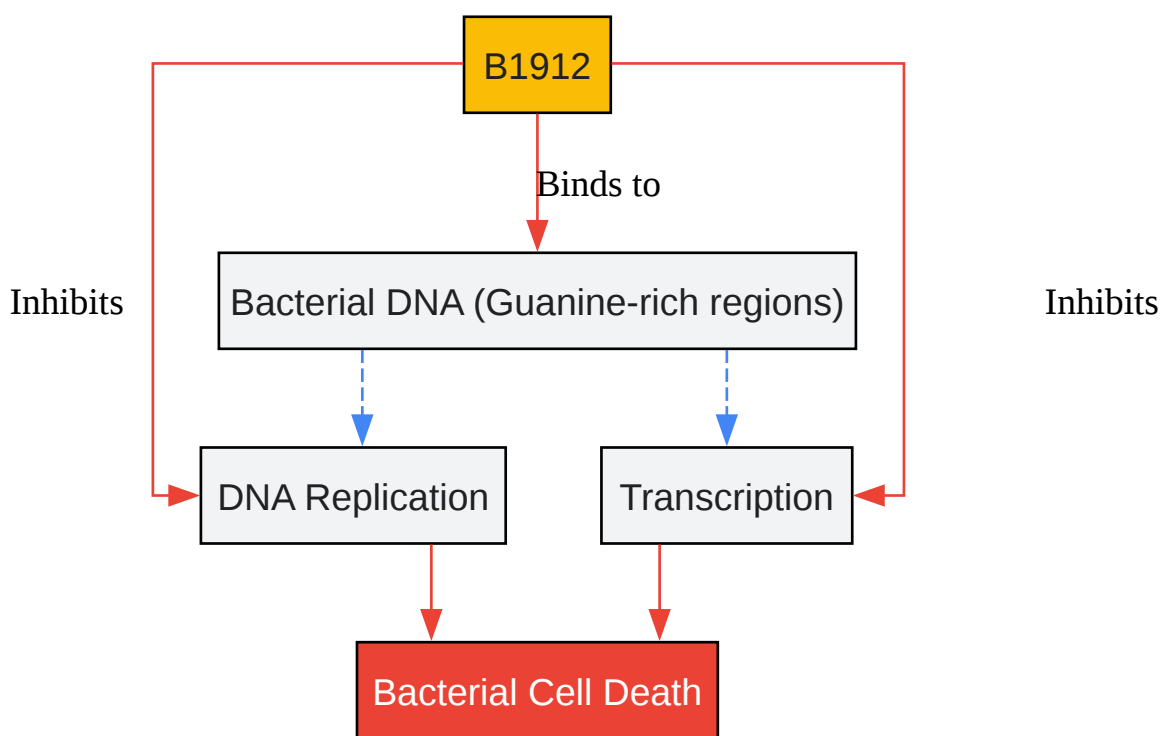 B1912
Binds to
Bacterial DNA (Guanine-rich regions)
Inhibits
Inhibits
DNA Replication
Transcription
Bacterial Cell Death